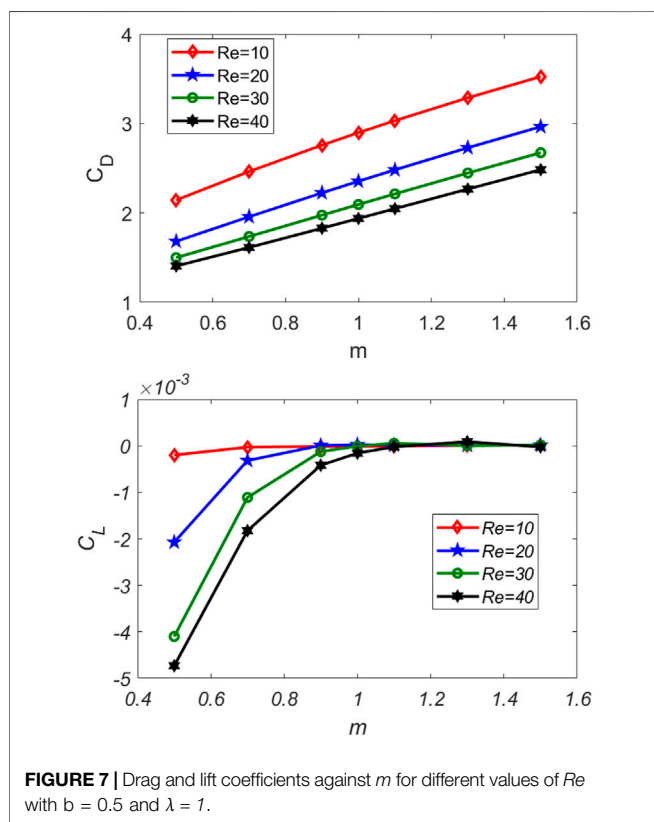 4
3
2
1
C_D
Re=10
Re=20
Re=30
Re=40
0.4 0.6 0.8 1 1.2 1.4 1.6
m
×10⁻³
1
0
-1
-2
-3
-4
-5
C_L
Re=10
Re=20
Re=30
Re=40
0.4 0.6 0.8 1 1.2 1.4 1.6
m
FIGURE 7 | Drag and lift coefficients against m for different values of Re
with b = 0.5 and λ = 1.